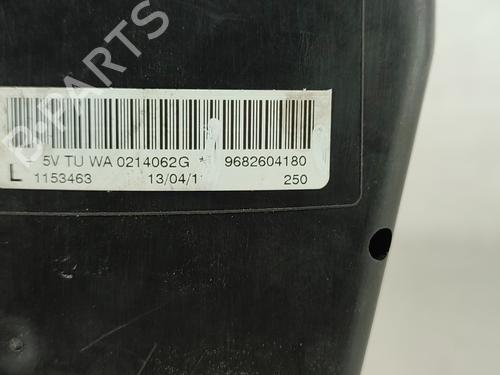 B-PARTS
* 5V TU WA 0214062G * 9682604180
L 1153463 13/04/1 250